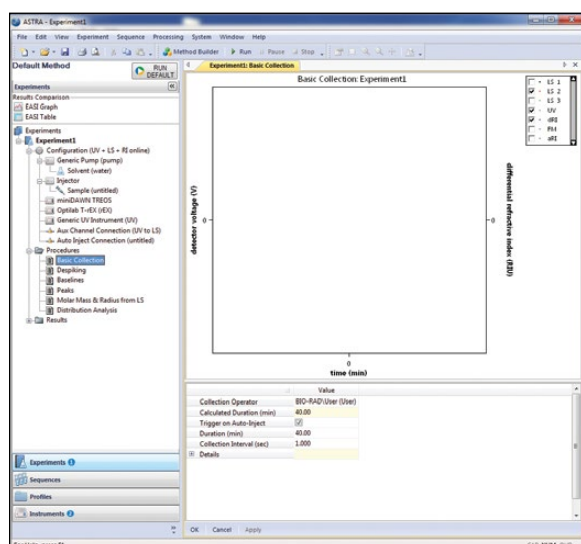 ASTRA - Experiment1
File Edit View Experiment Sequence Processing System Window Help
Method Builder Run Pause Stop
Default Method
RUN DEFAULT
Experiments
Results Comparison
EASI Graph
EASI Table
Experiments
Experiment1
Configuration (UV + LS + RI online)
Generic Pump (pump)
Solvent (water)
Injector
Sample (untitled)
miniDAWN TREOS
Optilab T-rEX (rEX)
Generic UV Instrument (UV)
Aux Channel Connection (UV to LS)
Auto Inject Connection (untitled)
Procedures
Basic Collection
Despiking
Baselines
Peaks
Molar Mass & Radius from LS
Distribution Analysis
Results
Experiments
Sequences
Profiles
Instruments
Experiment1: Basic Collection
Basic Collection: Experiment1
LS 1
LS 2
LS 3
UV
dRI
detector voltage (V)
0
0
differential refractive index (RIU)
0
time (min)
Value
Collection Operator BIO-RAD\User (User)
Calculated Duration (min) 40.00
Trigger on Auto-Inject
Duration (min) 40.00
Collection Interval (sec) 1.000
Details
OK Cancel Apply